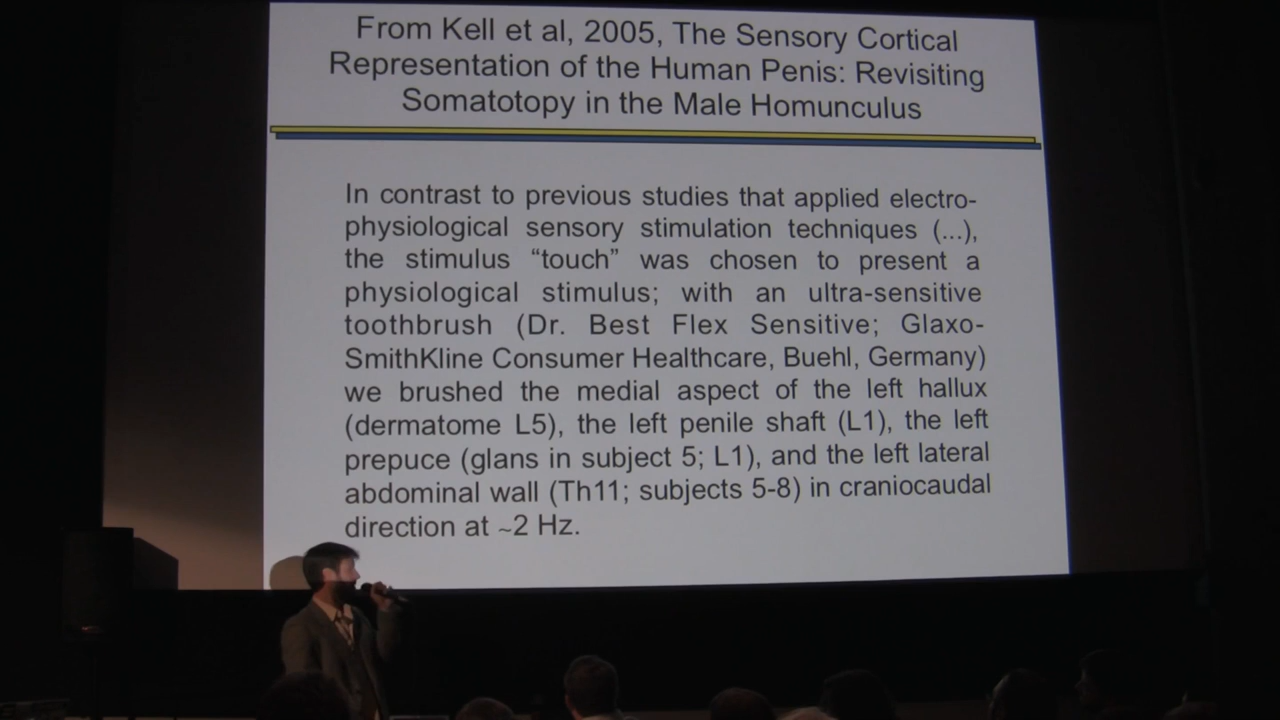 From Kell et al, 2005, The Sensory Cortical
Representation of the Human Penis: Revisiting
Somatotopy in the Male Homunculus
In contrast to previous studies that applied electro-
physiological sensory stimulation techniques (...),
the stimulus “touch” was chosen to present a
physiological stimulus; with an ultra-sensitive
toothbrush (Dr. Best Flex Sensitive; Glaxo-
SmithKline Consumer Healthcare, Buehl, Germany)
we brushed the medial aspect of the left hallux
(dermatome L5), the left penile shaft (L1), the left
prepuce (glans in subject 5; L1), and the left lateral
abdominal wall (Th11; subjects 5-8) in craniocaudal
direction at ~2 Hz.